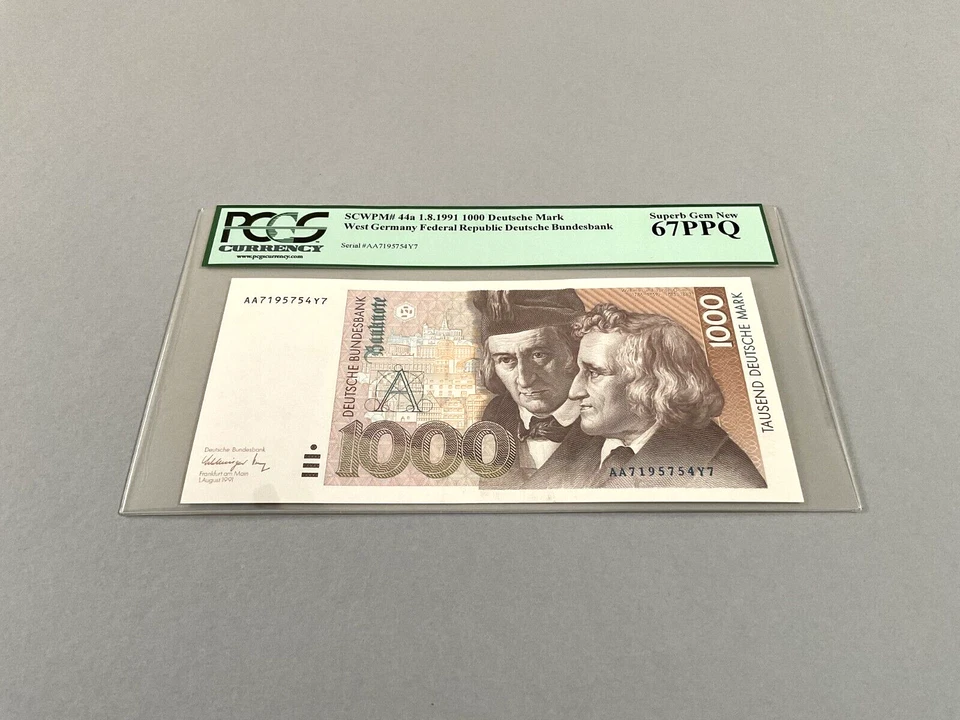 PCGS
CURRENCY
www.pcgscurrency.com
SCWPM# 44a 1.8.1991 1000 Deutsche Mark
West Germany Federal Republic Deutsche Bundesbank
Serial #AA7195754Y7
Superb Gem New
67PPQ
AA7195754Y7
DEUTSCHE BUNDESBANK
Banknote
1000
TAUSEND DEUTSCHE MARK
1000
AA7195754Y7
Deutsche Bundesbank
Frankfurt am Main
1. August 1991